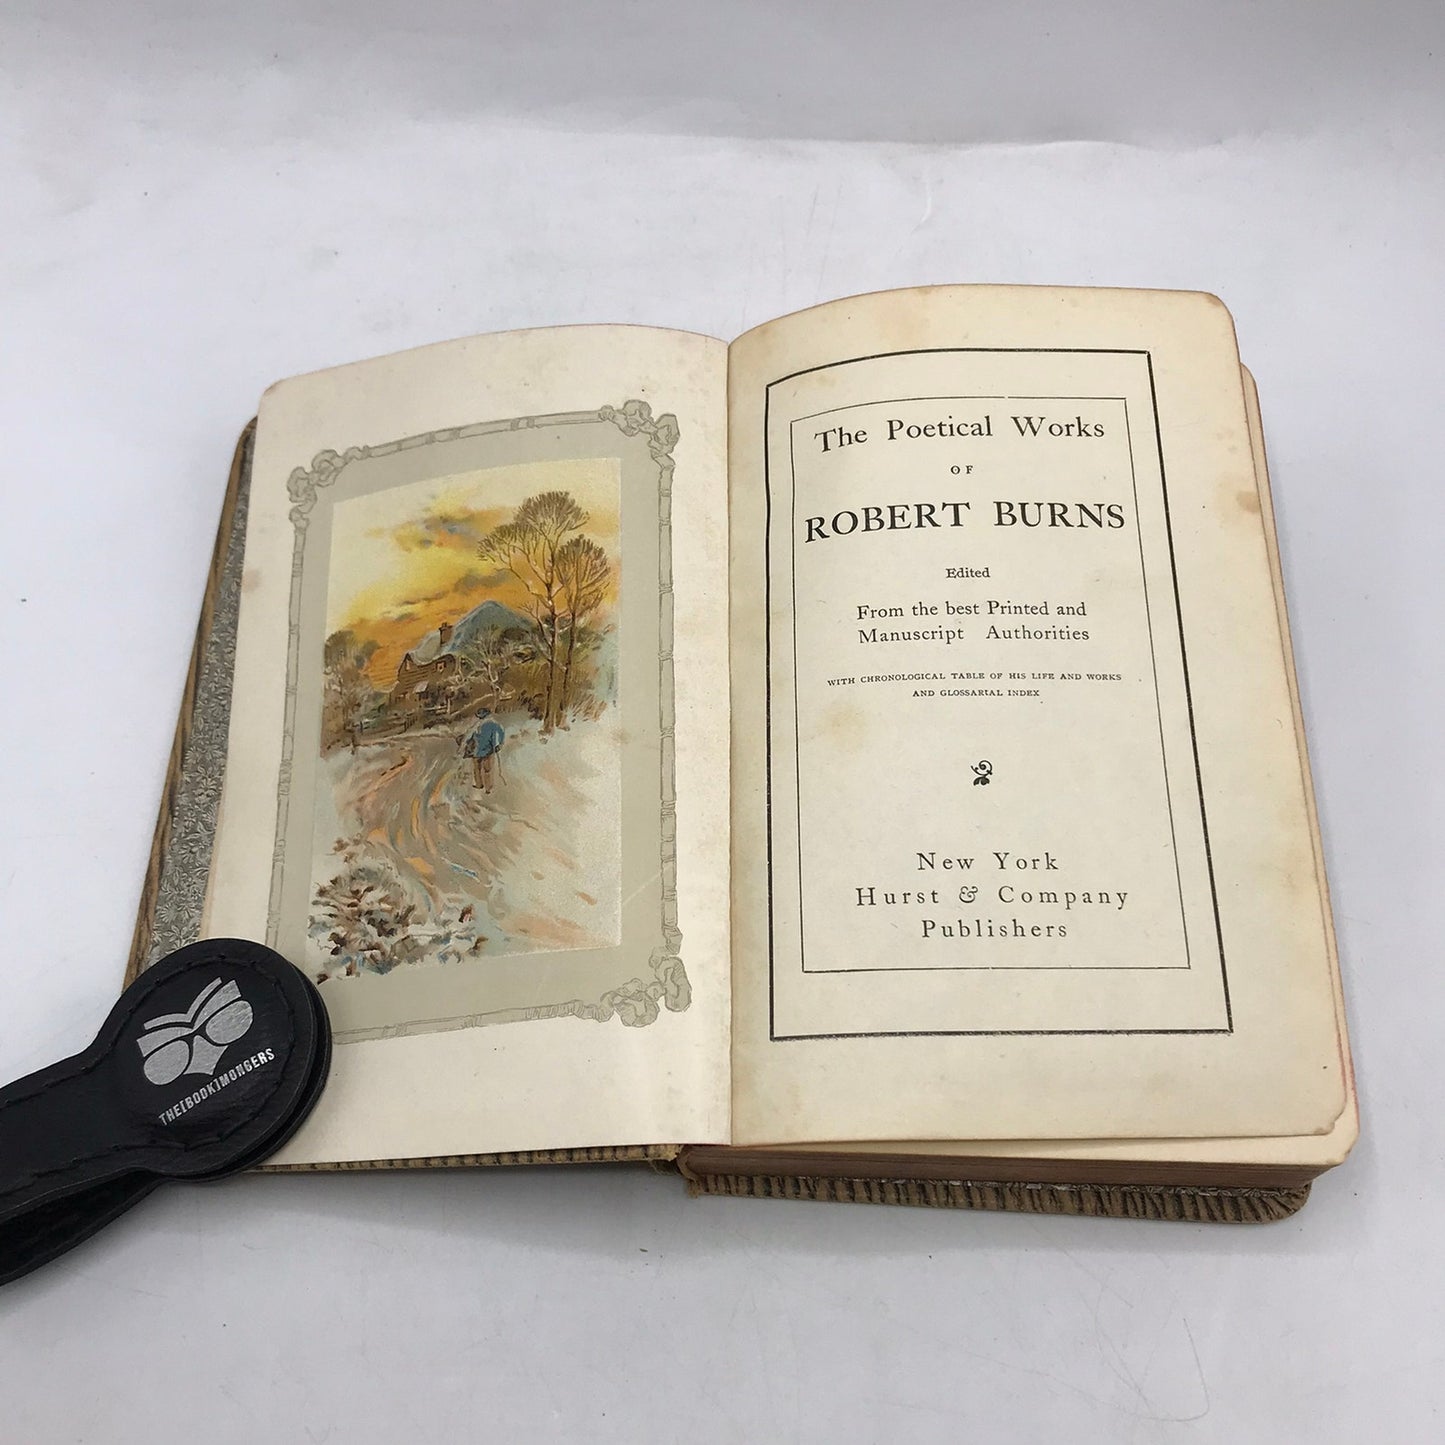 The Poetical Works
OF
ROBERT BURNS
Edited
From the best Printed and
Manuscript Authorities
WITH CHRONOLOGICAL TABLE OF HIS LIFE AND WORKS
AND GLOSSARIAL INDEX
New York
Hurst & Company
Publishers
THE[BOOK]MONGERS